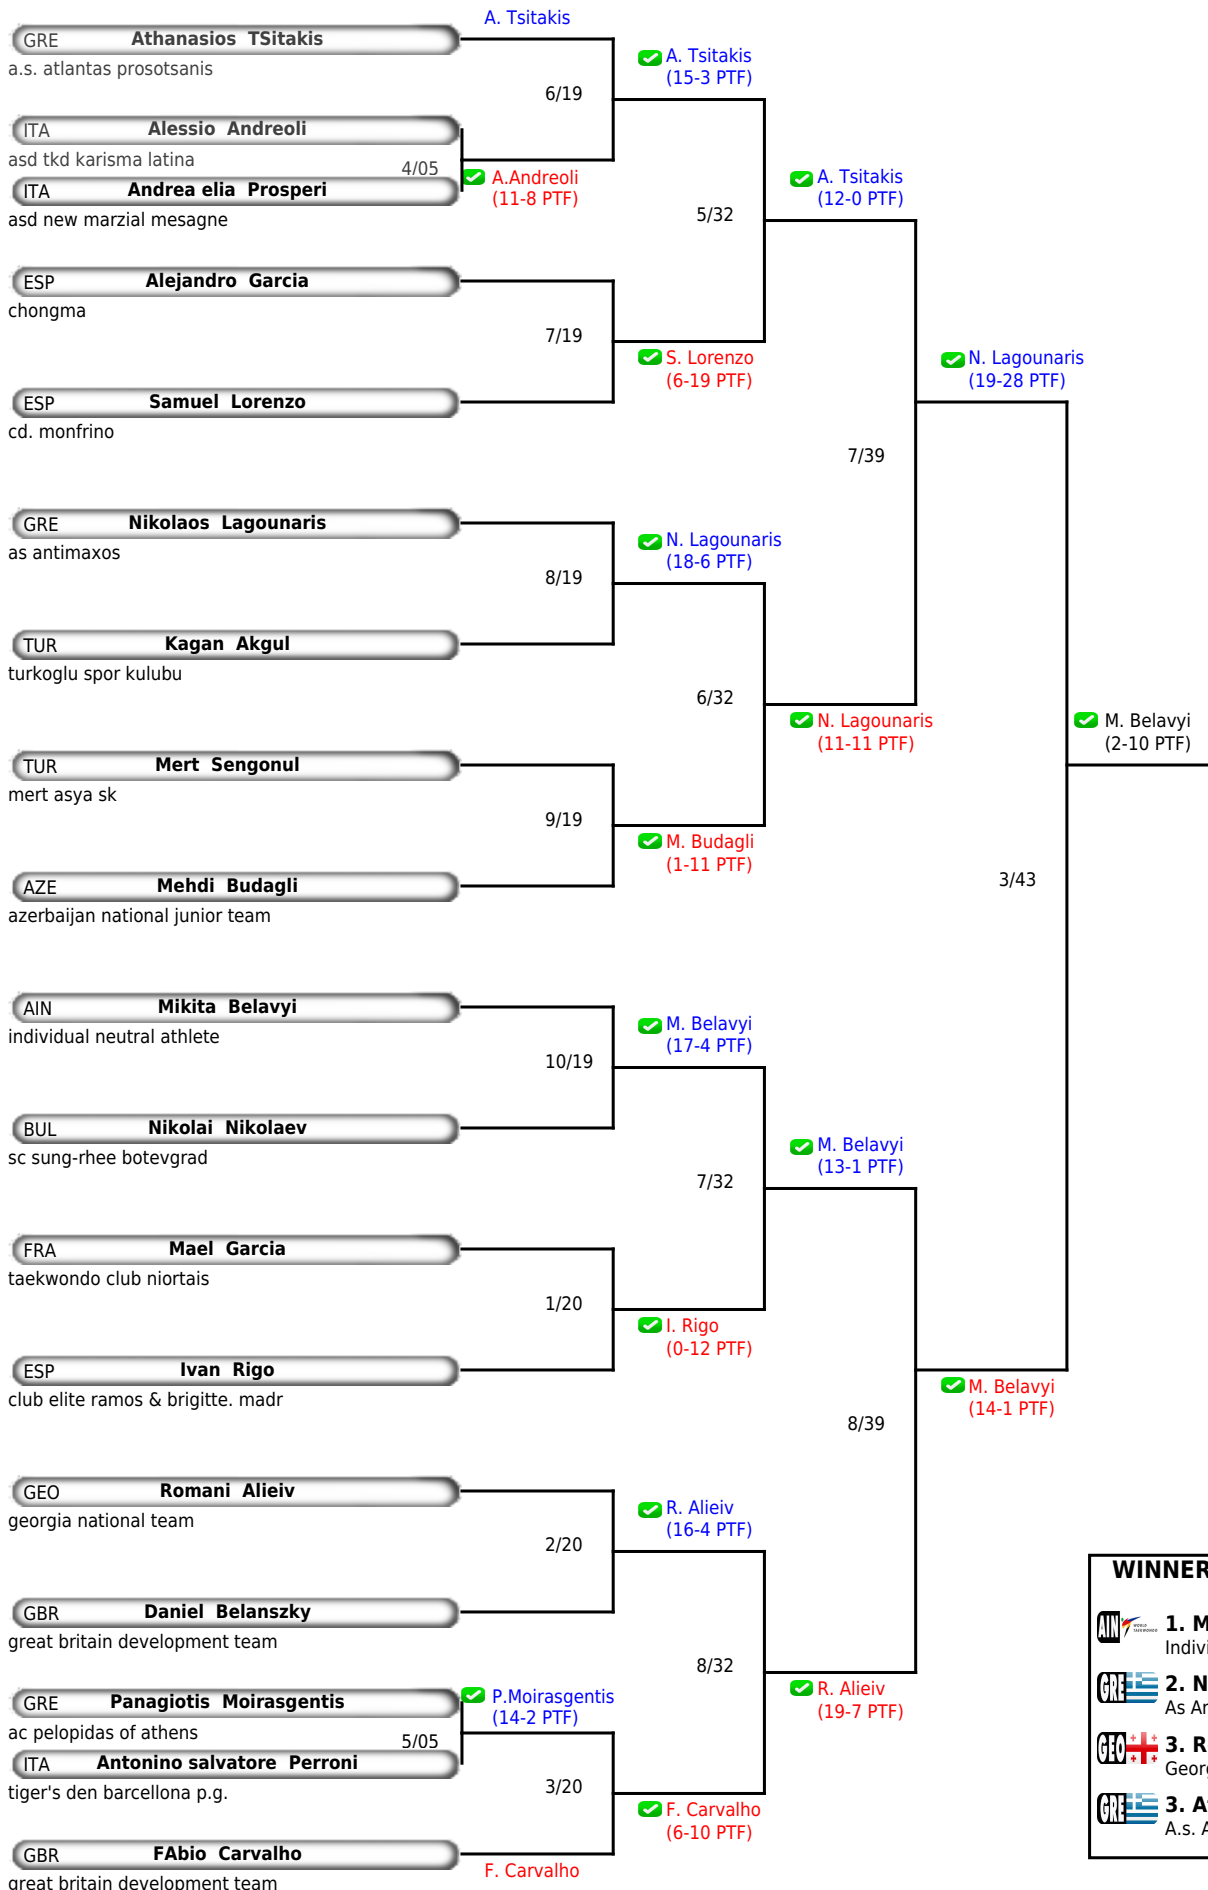 A. Tsitakis
GRE Athanasios TSitakis
a.s. atlantas prosotsanis
A. Tsitakis
(15-3 PTF)
6/19
ITA Alessio Andreoli
asd tkd karisma latina
4/05
A.Andreoli
(11-8 PTF)
ITA Andrea elia Prosperi
asd new marzial mesagne
A. Tsitakis
(12-0 PTF)
5/32
ESP Alejandro Garcia
chongma
7/19
S. Lorenzo
(6-19 PTF)
N. Lagounaris
(19-28 PTF)
ESP Samuel Lorenzo
cd. monfrino
7/39
GRE Nikolaos Lagounaris
as antimaxos
N. Lagounaris
(18-6 PTF)
8/19
TUR Kagan Akgul
turkoglu spor kulubu
6/32
N. Lagounaris
(11-11 PTF)
M. Belavyi
(2-10 PTF)
TUR Mert Sengonul
mert asya sk
9/19
M. Budagli
(1-11 PTF)
3/43
AZE Mehdi Budagli
azerbaijan national junior team
AIN Mikita Belavyi
individual neutral athlete
M. Belavyi
(17-4 PTF)
10/19
BUL Nikolai Nikolaev
sc sung-rhee botevgrad
M. Belavyi
(13-1 PTF)
7/32
FRA Mael Garcia
taekwondo club niortais
1/20
I. Rigo
(0-12 PTF)
ESP Ivan Rigo
club elite ramos & brigitte. madr
M. Belavyi
(14-1 PTF)
8/39
GEO Romani Alieiv
georgia national team
R. Alieiv
(16-4 PTF)
2/20
GBR Daniel Belanszky
great britain development team
8/32
R. Alieiv
(19-7 PTF)
GRE Panagiotis Moirasgentis
ac pelopidas of athens
5/05
P.Moirasgentis
(14-2 PTF)
ITA Antonino salvatore Perroni
tiger's den barcellona p.g.
3/20
F. Carvalho
(6-10 PTF)
GBR FAbio Carvalho
great britain development team
F. Carvalho
WINNER
AIN WORLD TAEKWONDO 1. M
Indivi
GRE 2. N
As An
GEO 3. R
Georg
GRE 3. At
A.s. A